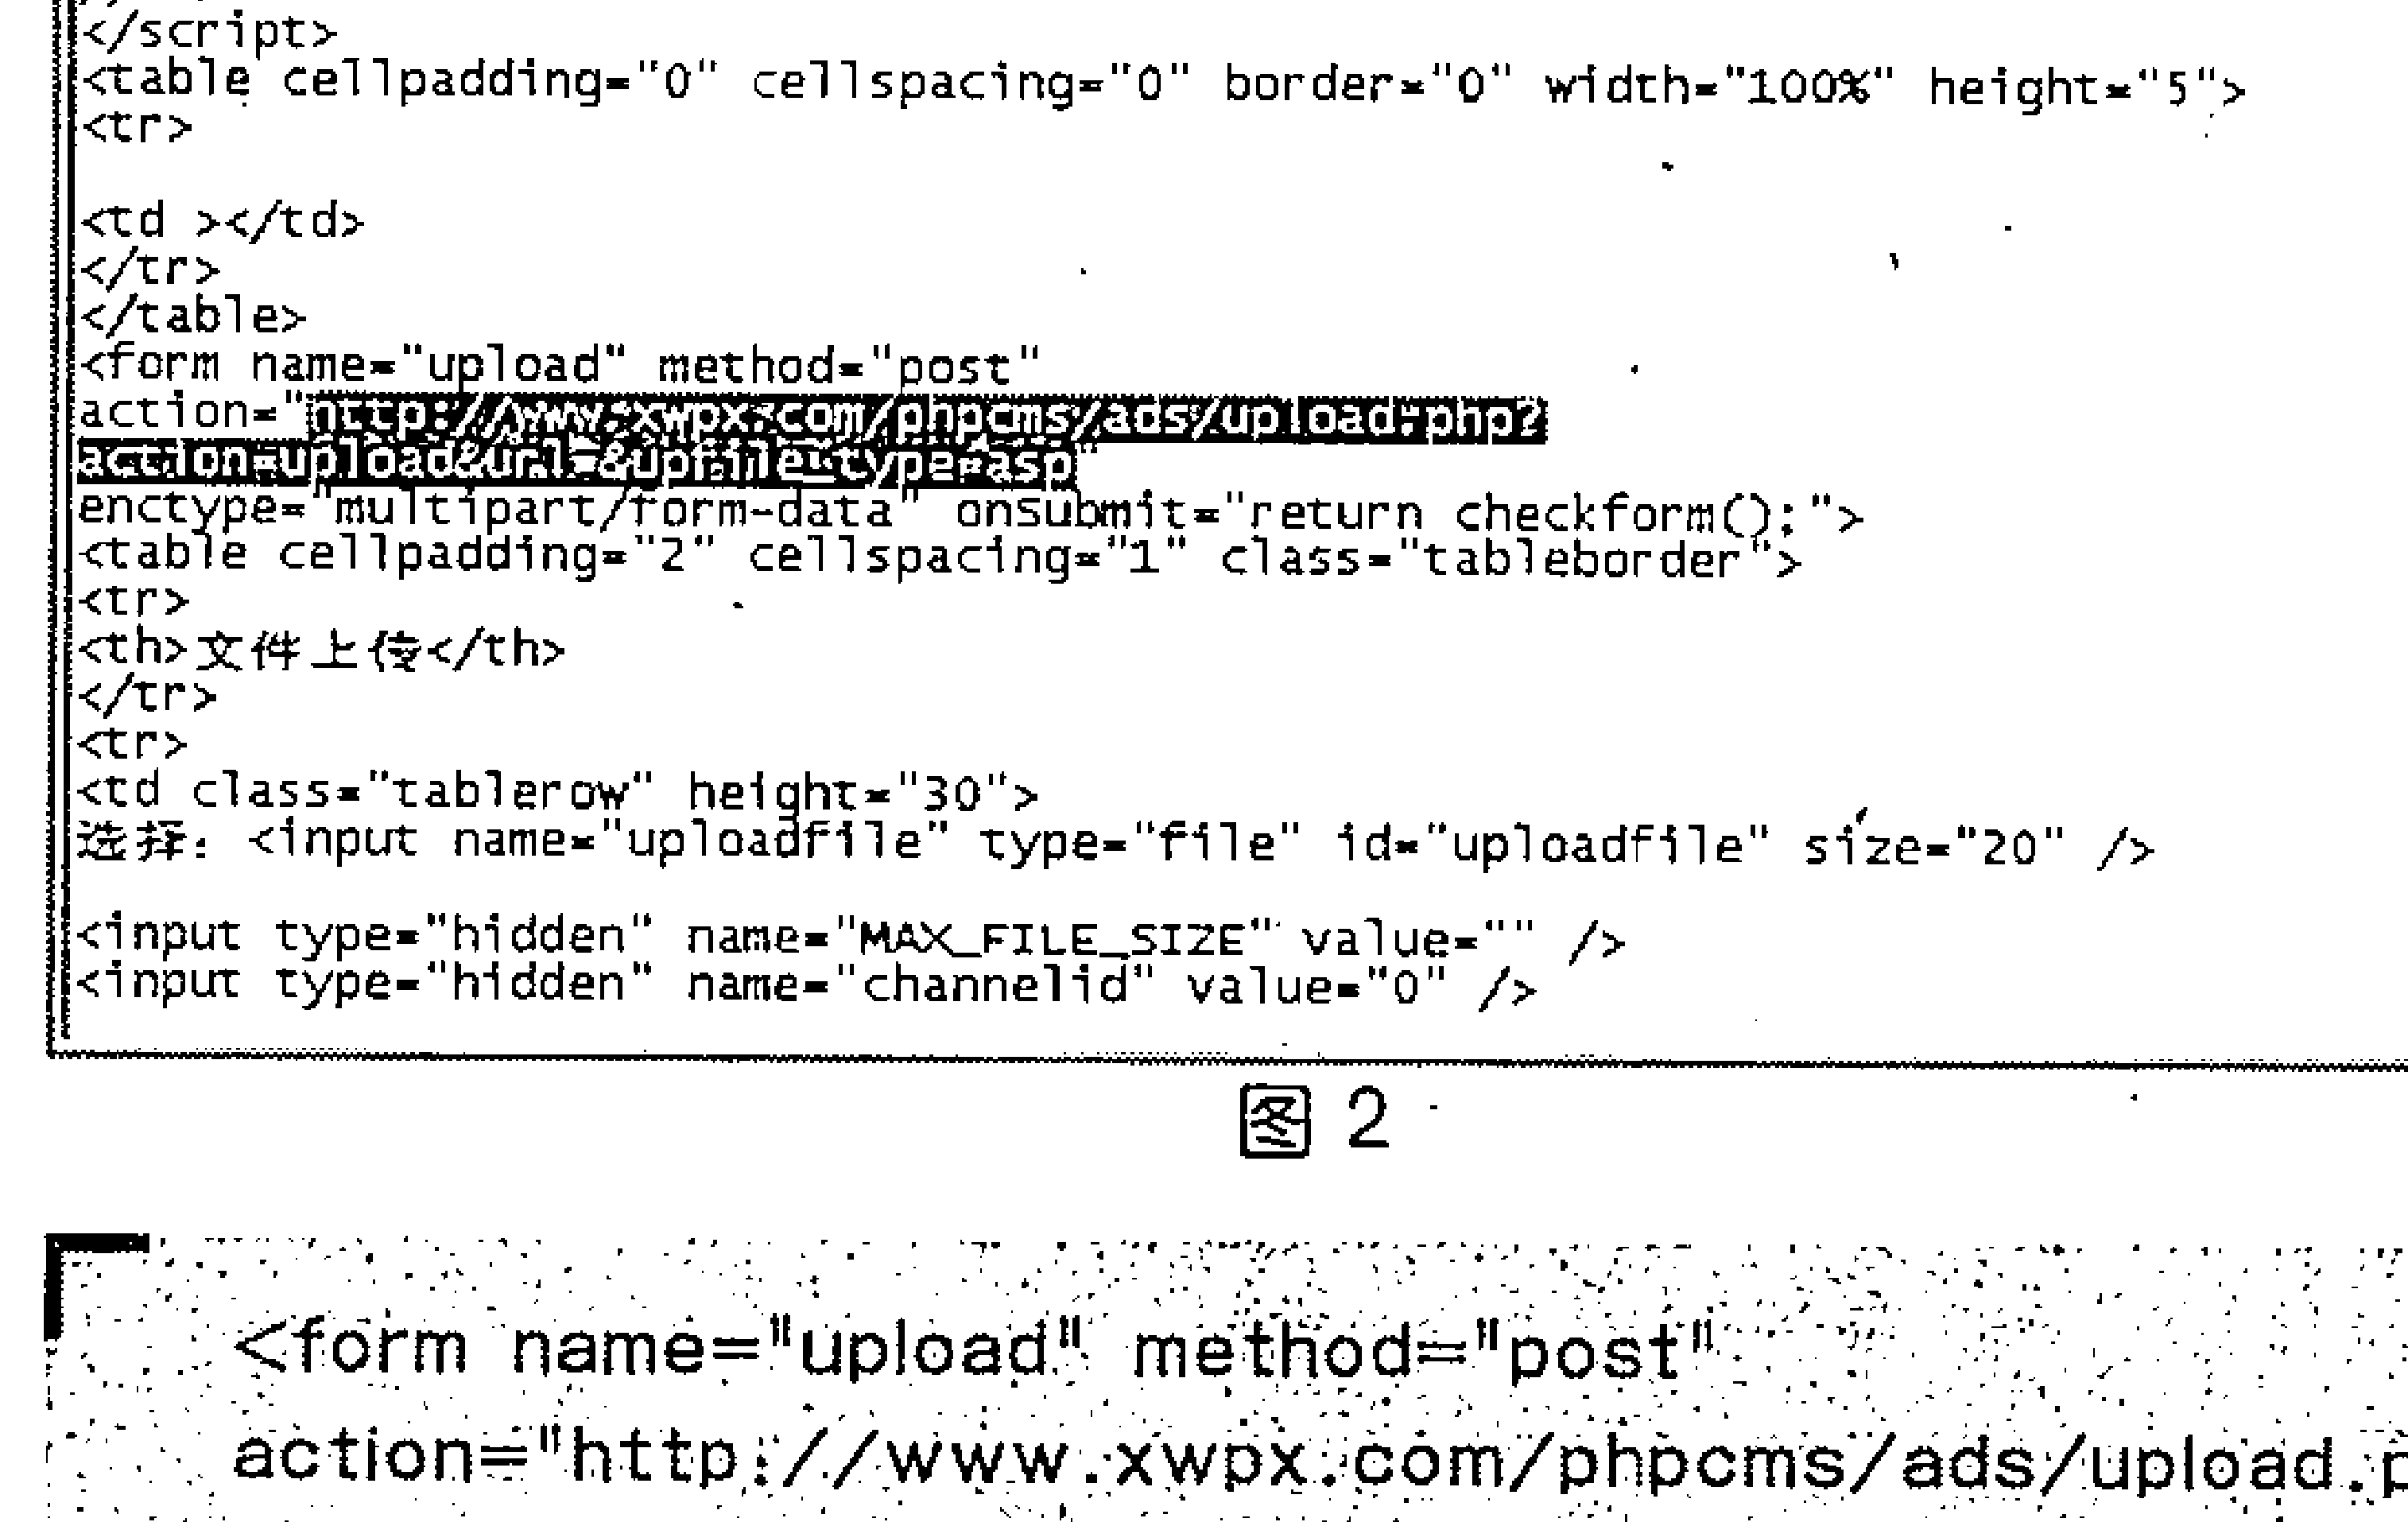 </script>
<table cellpadding="0" cellspacing="0" border="0" width="100%" height="5">
<tr>
<td ></td>
</tr>
</table>
<form name="upload" method="post"
action="http://www.xwpx.com/phpcms/ads/upload.php?
action=upload&url=&upfile_type=asp"
enctype="multipart/form-data" onSubmit="return checkform();">
<table cellpadding="2" cellspacing="1" class="tableborder">
<tr>
<th>文件上传</th>
</tr>
<tr>
<td class="tablerow" height="30">
选择: <input name="uploadfile" type="file" id="uploadfile" size="20" />
<input type="hidden" name="MAX_FILE_SIZE" value="" />
<input type="hidden" name="channelid" value="0" />
图 2
<form name="upload" method="post"
action="http://www.xwpx.com/phpcms/ads/upload.p